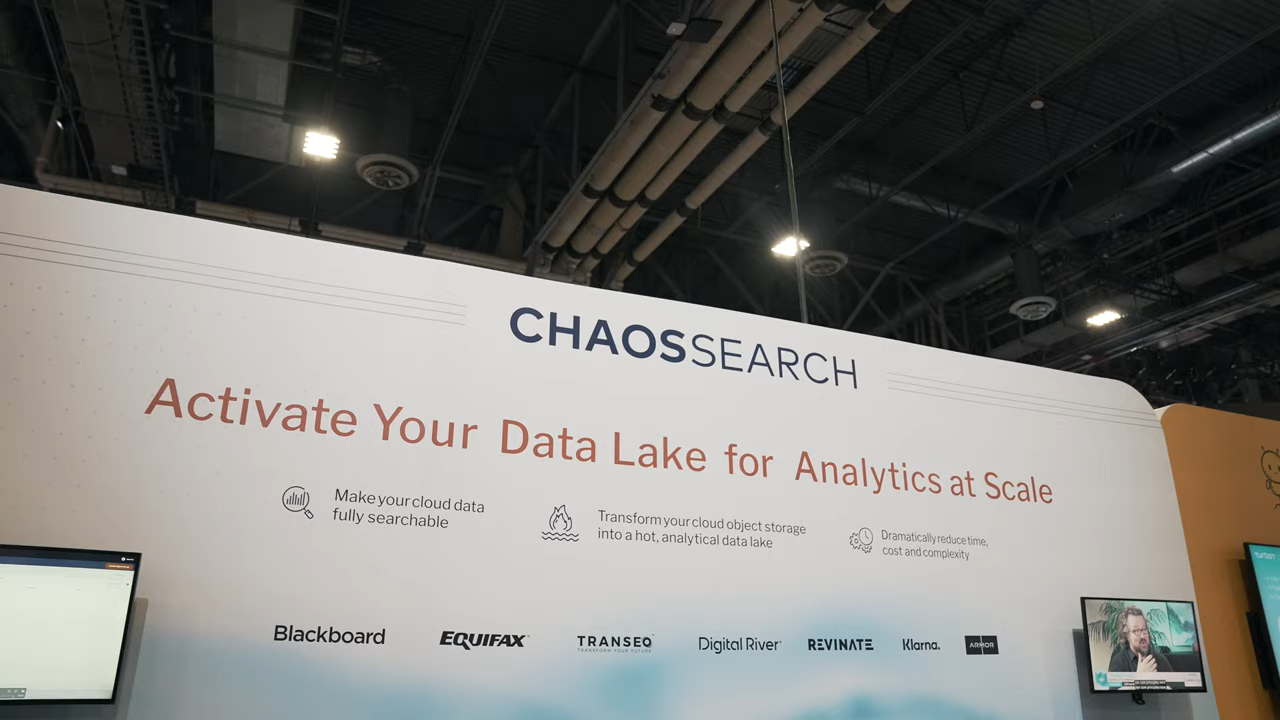 CHAOSSEARCH
Activate Your Data Lake for Analytics at Scale
Make your cloud data
fully searchable
Transform your cloud object storage
into a hot, analytical data lake
Dramatically reduce time,
cost and complexity
Blackboard
EQUIFAX
TRANSEO
TRANSFORM YOUR FUTURE
Digital River
REVINATE
Klarna.
ARMOR